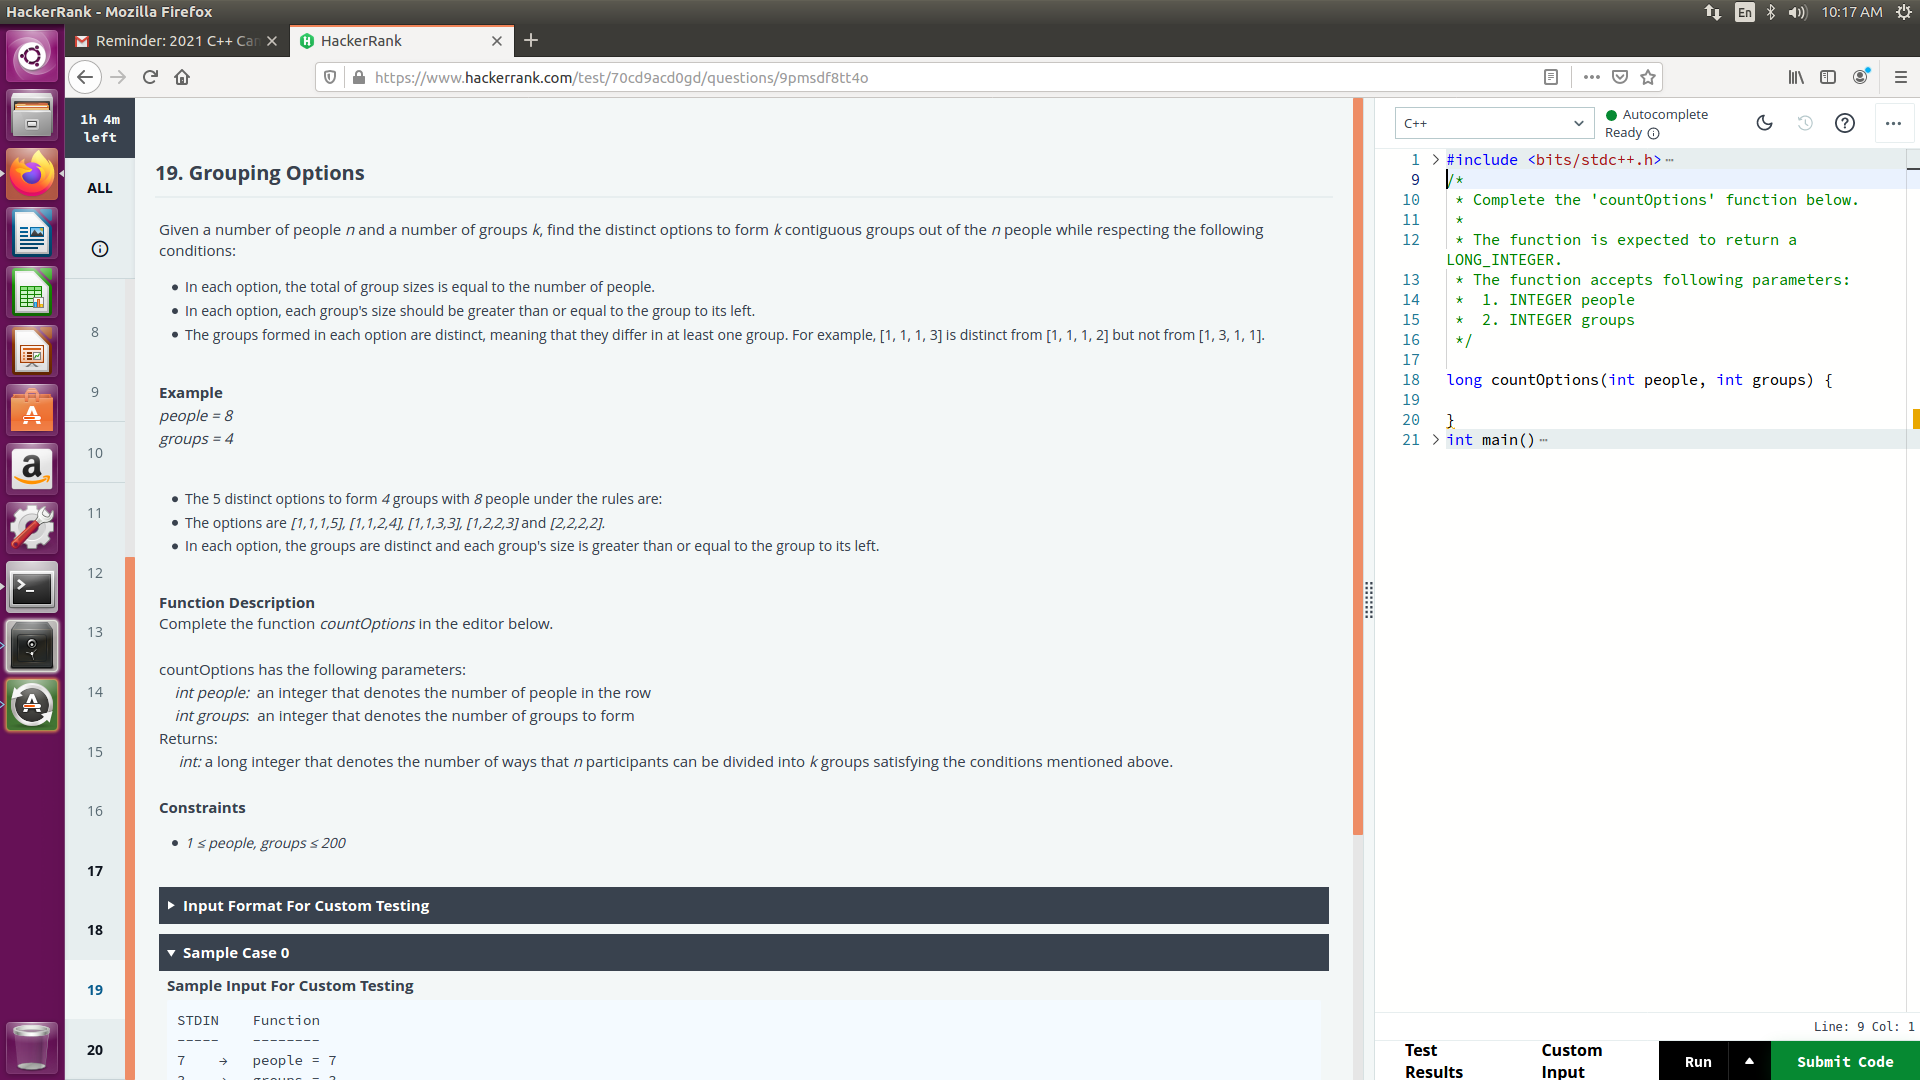 HackerRank - Mozilla Firefox
En
10:17 AM
Reminder: 2021 C++ Can
HackerRank
https://www.hackerrank.com/test/70cd9acd0gd/questions/9pmsdf8tt4o
1h 4m
left
ALL
8
9
10
11
12
13
14
15
16
17
18
19
20
19. Grouping Options
Given a number of people n and a number of groups k, find the distinct options to form k contiguous groups out of the n people while respecting the following
conditions:
• In each option, the total of group sizes is equal to the number of people.
• In each option, each group's size should be greater than or equal to the group to its left.
• The groups formed in each option are distinct, meaning that they differ in at least one group. For example, [1, 1, 1, 3] is distinct from [1, 1, 1, 2] but not from [1, 3, 1, 1].
Example
people = 8
groups = 4
• The 5 distinct options to form 4 groups with 8 people under the rules are:
• The options are [1,1,1,5], [1,1,2,4], [1,1,3,3], [1,2,2,3] and [2,2,2,2].
• In each option, the groups are distinct and each group's size is greater than or equal to the group to its left.
Function Description
Complete the function countOptions in the editor below.
countOptions has the following parameters:
int people: an integer that denotes the number of people in the row
int groups: an integer that denotes the number of groups to form
Returns:
int: a long integer that denotes the number of ways that n participants can be divided into k groups satisfying the conditions mentioned above.
Constraints
• 1 ≤ people, groups ≤ 200
Input Format For Custom Testing
Sample Case 0
Sample Input For Custom Testing
STDIN Function
----- --------
7 → people = 7
C++
Autocomplete
Ready
1 #include <bits/stdc++.h>
9 /*
10 * Complete the 'countOptions' function below.
11 *
12 * The function is expected to return a
LONG_INTEGER.
13 * The function accepts following parameters:
14 * 1. INTEGER people
15 * 2. INTEGER groups
16 */
17
18 long countOptions(int people, int groups) {
19
20 }
21 int main()
Line: 9 Col: 1
Test
Results
Custom
Input
Run
Submit Code